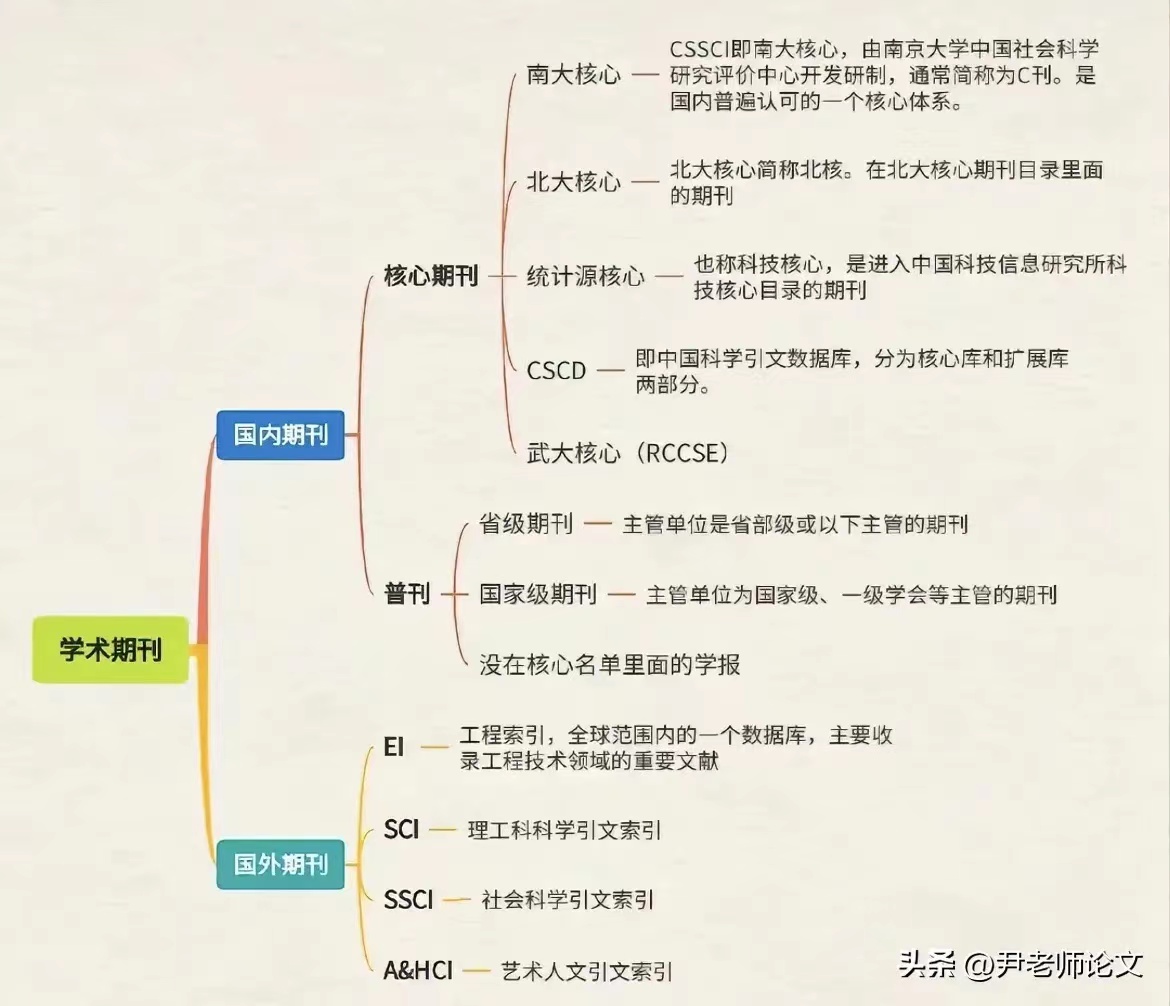 学术期刊
国内期刊
核心期刊
南大核心
CSSCI即南大核心，由南京大学中国社会科学
研究评价中心开发研制，通常简称为C刊。是
国内普遍认可的一个核心体系。
北大核心
北大核心简称北核。在北大核心期刊目录里面
的期刊
统计源核心
也称科技核心，是进入中国科技信息研究所科
技核心目录的期刊
CSCD
即中国科学引文数据库，分为核心库和扩展库
两部分。
武大核心（RCCSE）
普刊
省级期刊
主管单位是省部级或以下主管的期刊
国家级期刊
主管单位为国家级、一级学会等主管的期刊
没在核心名单里面的学报
国外期刊
EI
工程索引，全球范围内的一个数据库，主要收
录工程技术领域的重要文献
SCI
理工科科学引文索引
SSCI
社会科学引文索引
A&HCI
艺术人文引文索引
头条 @尹老师论文